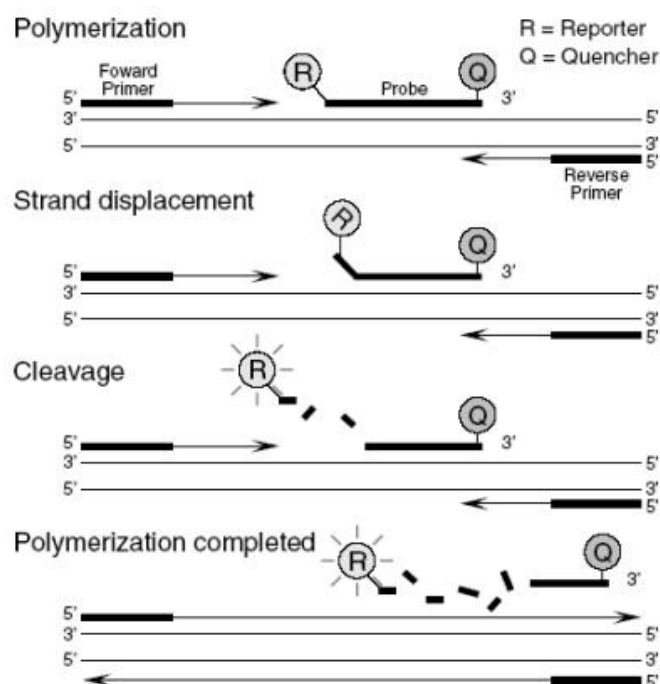 Polymerization
R = Reporter
Q = Quencher
Foward
Primer
R
Probe
Q
5' 3'
3' 5'
5' 3'
5'
Reverse
Primer
Strand displacement
R
Q
5' 3'
3' 5'
5' 3'
5'
Cleavage
R
Q
5' 3'
3' 5'
5' 3'
5'
Polymerization completed
R
Q
3'
5'
3' 5'
5' 3'
5'